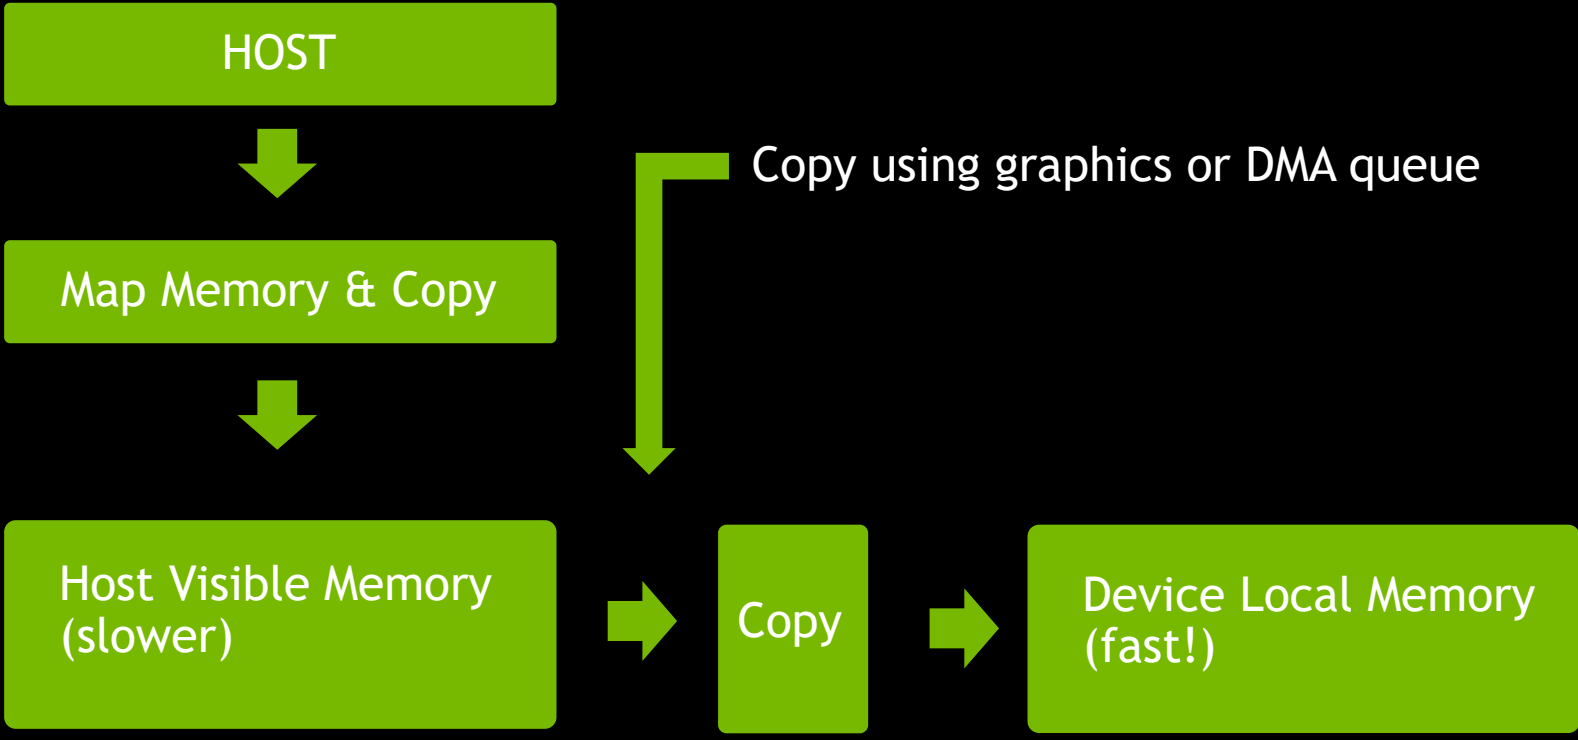 HOST
Copy using graphics or DMA queue
Map Memory & Copy
Host Visible Memory
(slower)
Copy
Device Local Memory
(fast!)